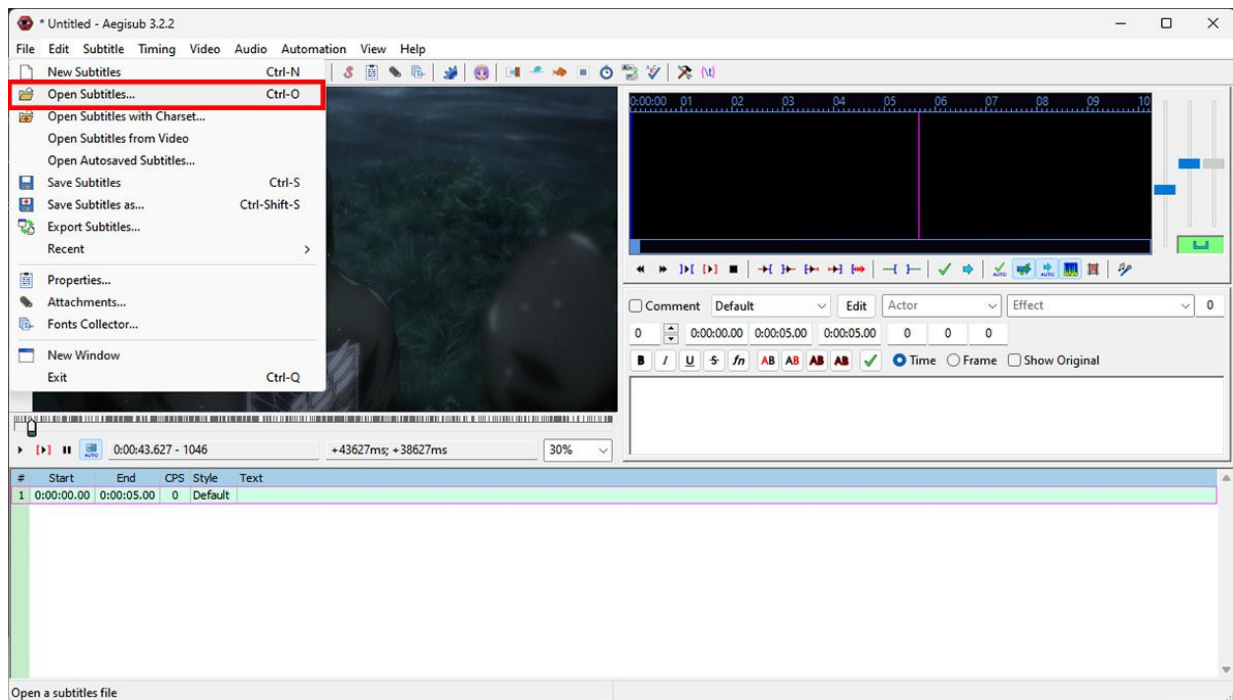 * Untitled - Aegisub 3.2.2
File Edit Subtitle Timing Video Audio Automation View Help
New Subtitles Ctrl-N
Open Subtitles... Ctrl-O
Open Subtitles with Charset...
Open Subtitles from Video
Open Autosaved Subtitles...
Save Subtitles Ctrl-S
Save Subtitles as... Ctrl-Shift-S
Export Subtitles...
Recent
Properties...
Attachments...
Fonts Collector...
New Window
Exit Ctrl-Q
0:00:00 01 02 03 04 05 06 07 08 09 10
Comment Default Edit Actor Effect 0
0 0:00:00.00 0:00:05.00 0:00:05.00 0 0 0
B I U S fn AB AB AB AB Time Frame Show Original
AUTO 0:00:43.627 - 1046 +43627ms; +38627ms 30%
# Start End CPS Style Text
1 0:00:00.00 0:00:05.00 0 Default
Open a subtitles file